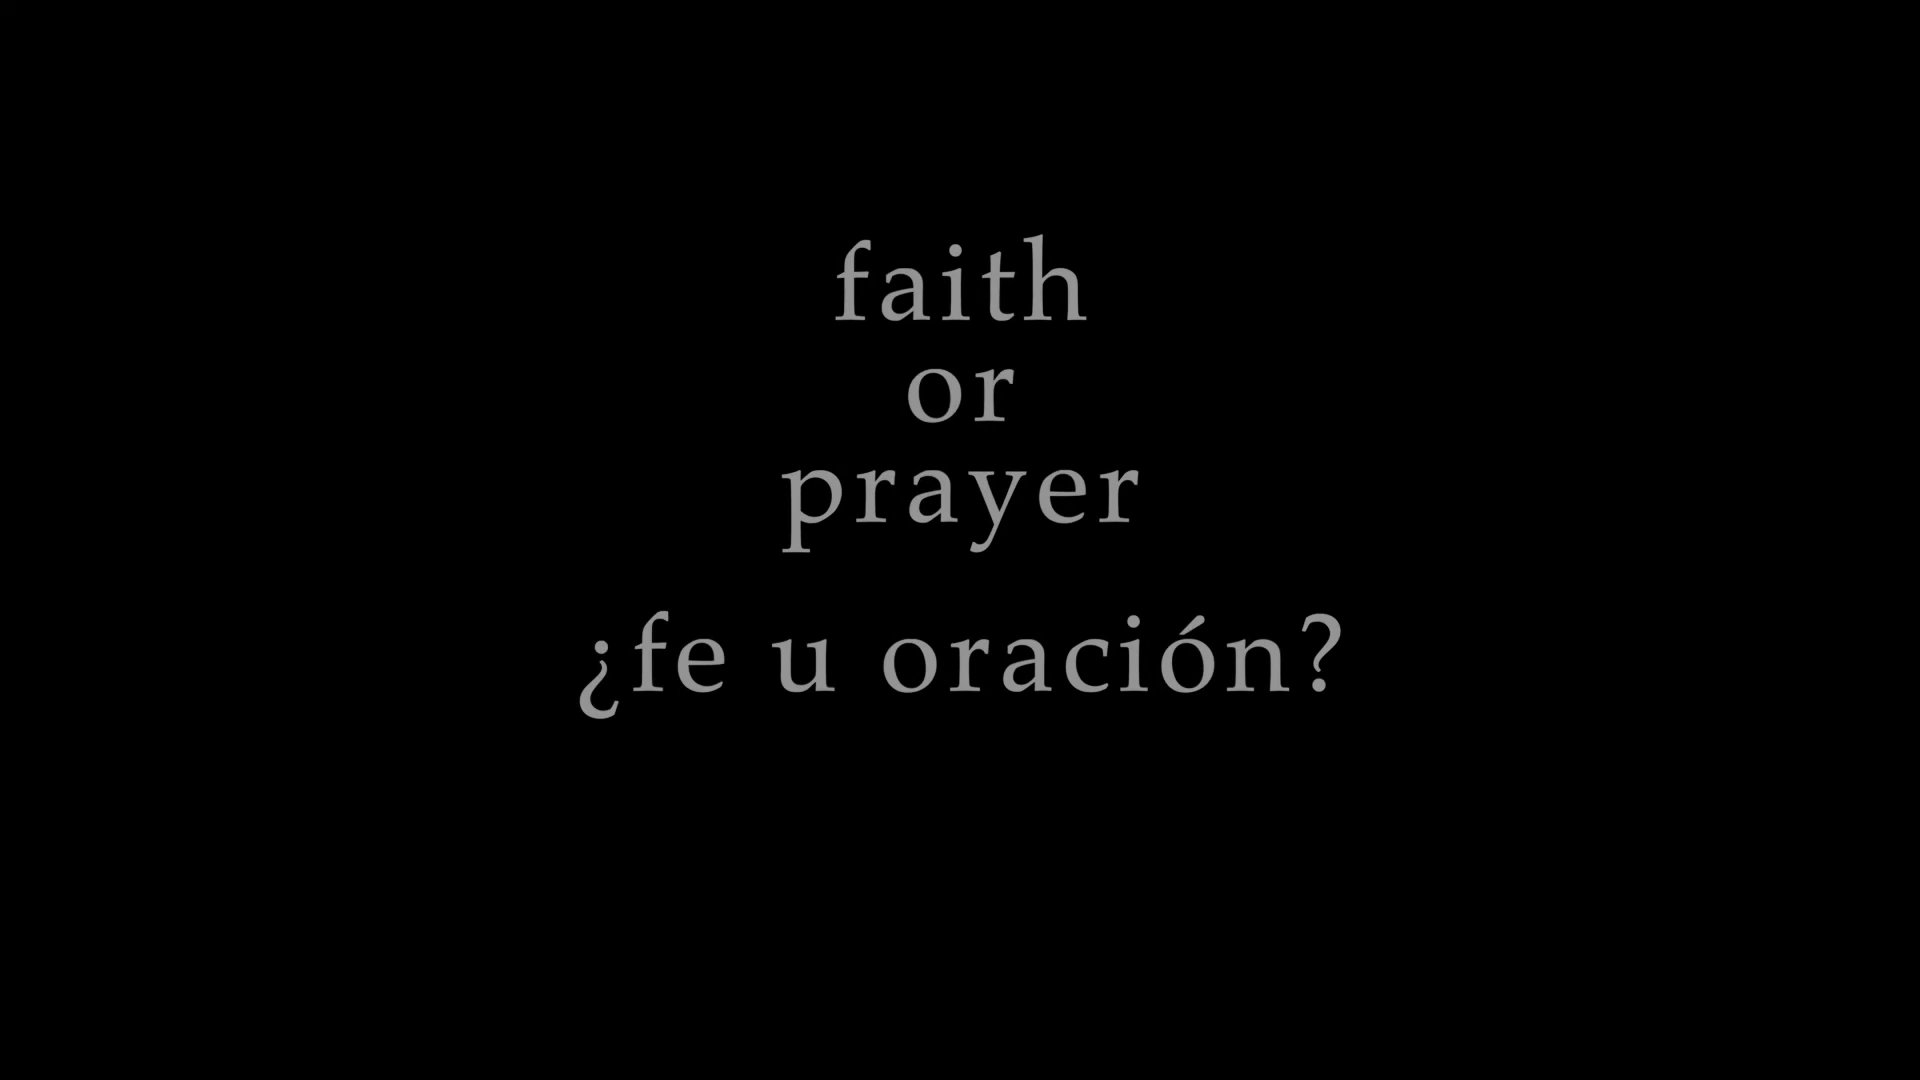 faith
or
prayer
¿fe u oración?